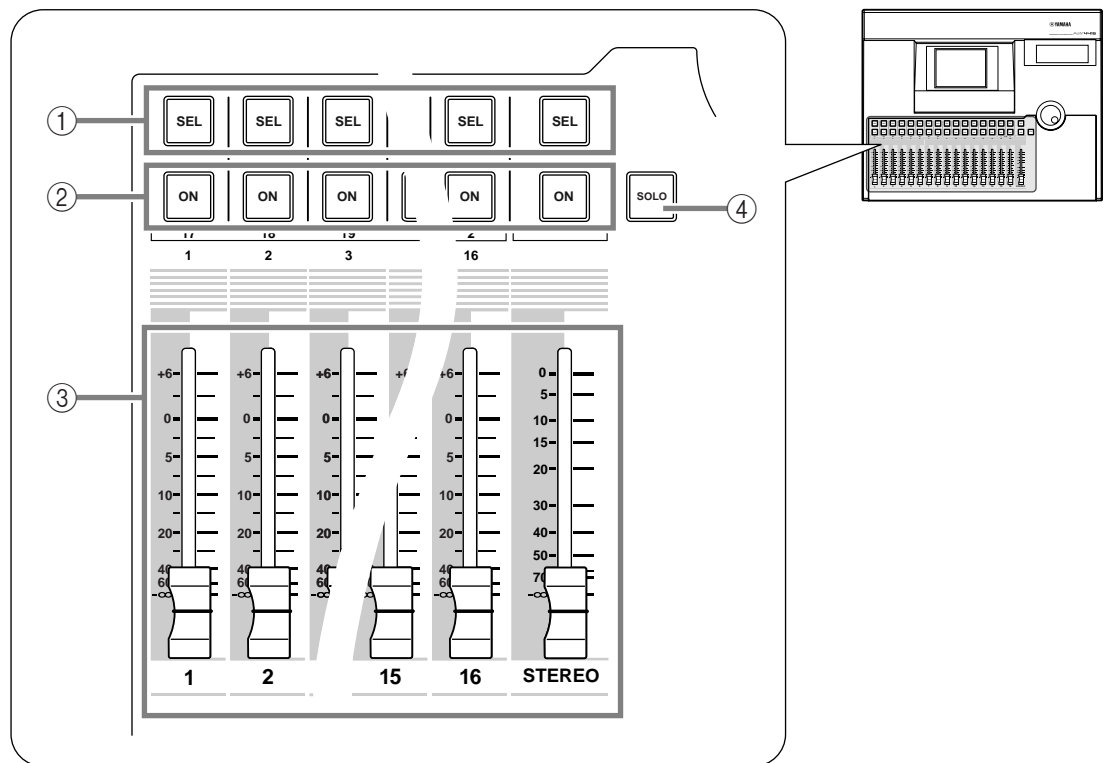 YAMAHA
①
SEL SEL SEL SEL SEL
②
ON ON ON ON ON
SOLO
④
17 18 19 2
1 2 3 16
③
+6 +6 +6 +6 +6 0
5
0 0 0 0 10
15
5 5 5 5 20
10 10 10 10 30
20 20 20 20 40
50
40 40 40 40 70
60 60 60 60
-∞ -∞ -∞ -∞ -∞
1 2 15 16 STEREO